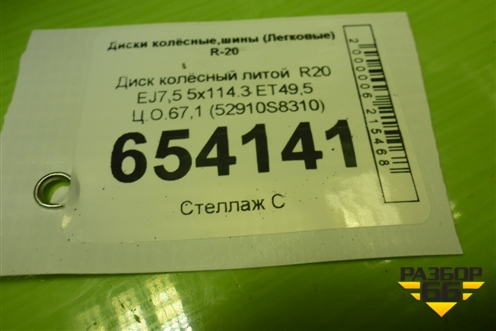 Диски колёсные,шины (Легковые)
R-20
Диск колёсный литой R20
EJ7,5 5x114.3 ET49,5
Ц.О.67,1 (52910S8310)
654141
Стеллаж С
2000006215468
РАЗБОР
66